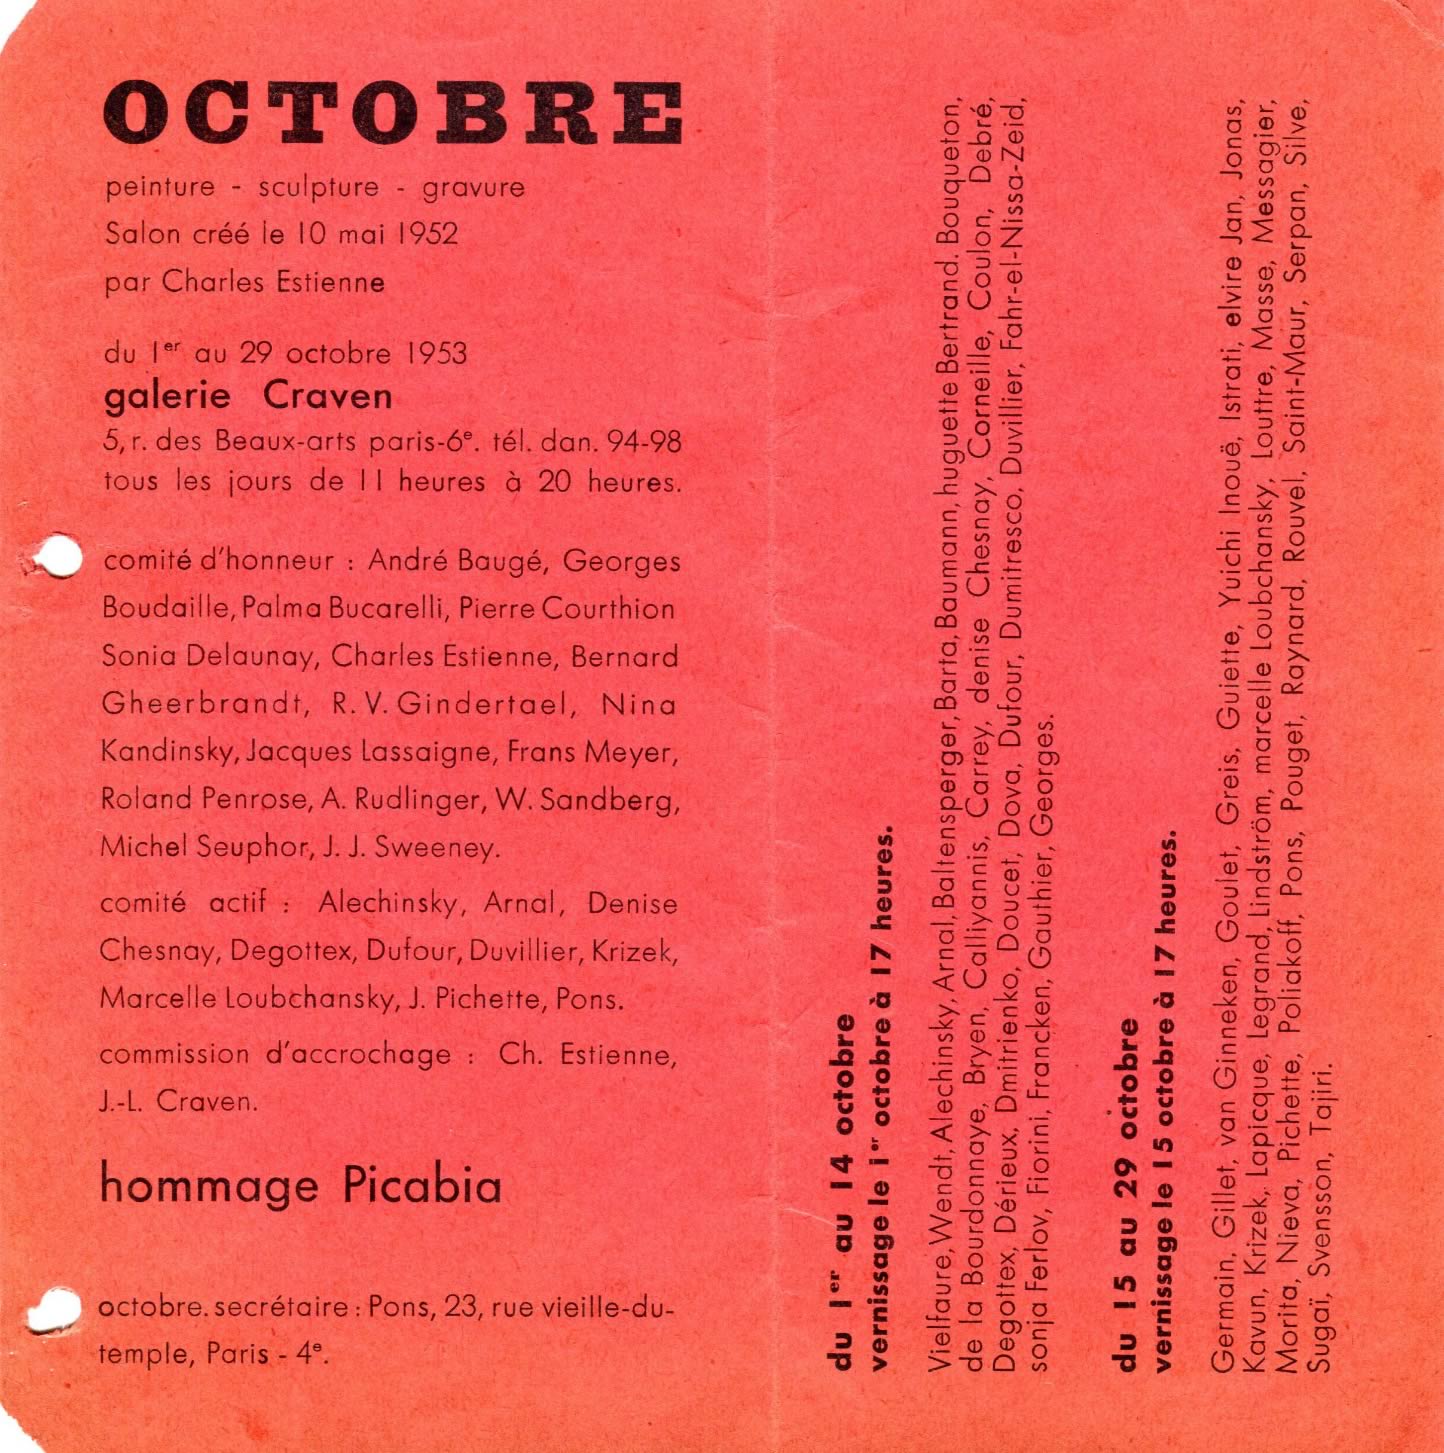 OCTOBRE
peinture - sculpture - gravure
Salon créé le 10 mai 1952
par Charles Estienne
du 1er au 29 octobre 1953
galerie Craven
5, r. des Beaux-arts paris-6e. tél. dan. 94-98
tous les jours de 11 heures à 20 heures.
comité d'honneur : André Baugé, Georges
Boudaille, Palma Bucarelli, Pierre Courthion
Sonia Delaunay, Charles Estienne, Bernard
Gheerbrandt, R. V. Gindertael, Nina
Kandinsky, Jacques Lassaigne, Frans Meyer,
Roland Penrose, A. Rudlinger, W. Sandberg,
Michel Seuphor, J. J. Sweeney.
comité actif : Alechinsky, Arnal, Denise
Chesnay, Degottex, Dufour, Duvillier, Krizek,
Marcelle Loubchansky, J. Pichette, Pons.
commission d'accrochage : Ch. Estienne,
J.-L. Craven.
hommage Picabia
octobre. secrétaire : Pons, 23, rue vieille-du-
temple, Paris - 4e.
du 1er au 14 octobre
vernissage le 1er octobre à 17 heures.
Vielfaure, Wendt, Alechinsky, Arnal, Baltensperger, Barta, Baumann, huguette Bertrand. Bouqueton,
de la Bourdonnaye, Bryen, Calliyannis, Carrey, denise Chesnay, Corneille, Coulon, Debré,
Degottex, Dérieux, Dmitrienko, Doucet, Dova, Dufour, Dumitresco, Duvillier, Fahr-el-Nissa-Zeid,
sonja Ferlov, Fiorini, Francken, Gauthier, Georges.
du 15 au 29 octobre
vernissage le 15 octobre à 17 heures.
Germain, Gillet, van Ginneken, Goulet, Greis, Guiette, Yuichi Inouë, Istrati, elvire Jan, Jonas,
Kavun, Krizek, Lapicque, Legrand, Lindström, marcelle Loubchansky, Louttre, Masse, Messagier,
Morita, Nieva, Pichette, Poliakoff, Pons, Pouget, Raynard, Rouvel, Saint-Maur, Serpan, Silve,
Sugaï, Svensson, Tajiri.